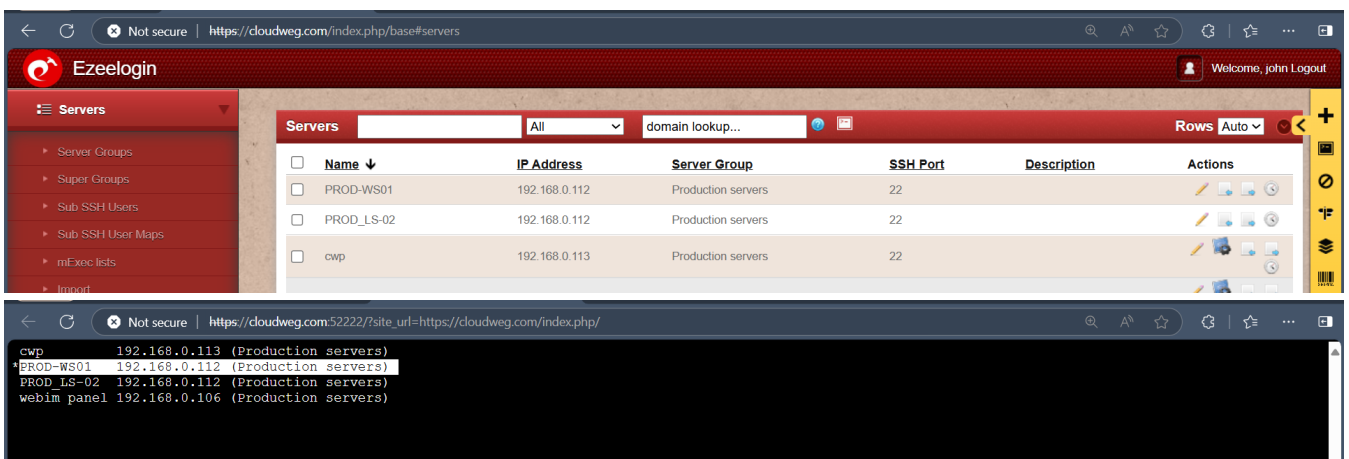 Not secure | https://cloudweg.com/index.php/base#servers
Ezeelogin
Welcome, john Logout
Servers
Servers All domain lookup... Rows Auto
Server Groups
Super Groups
Sub SSH Users
Sub SSH User Maps
mExec lists
Import
Name ↓ IP Address Server Group SSH Port Description Actions
PROD-WS01 192.168.0.112 Production servers 22
PROD_LS-02 192.168.0.112 Production servers 22
cwp 192.168.0.113 Production servers 22
Not secure | https://cloudweg.com:52222/?site_url=https://cloudweg.com/index.php/
cwp 192.168.0.113 (Production servers)
*PROD-WS01 192.168.0.112 (Production servers)
PROD_LS-02 192.168.0.112 (Production servers)
webim panel 192.168.0.106 (Production servers)